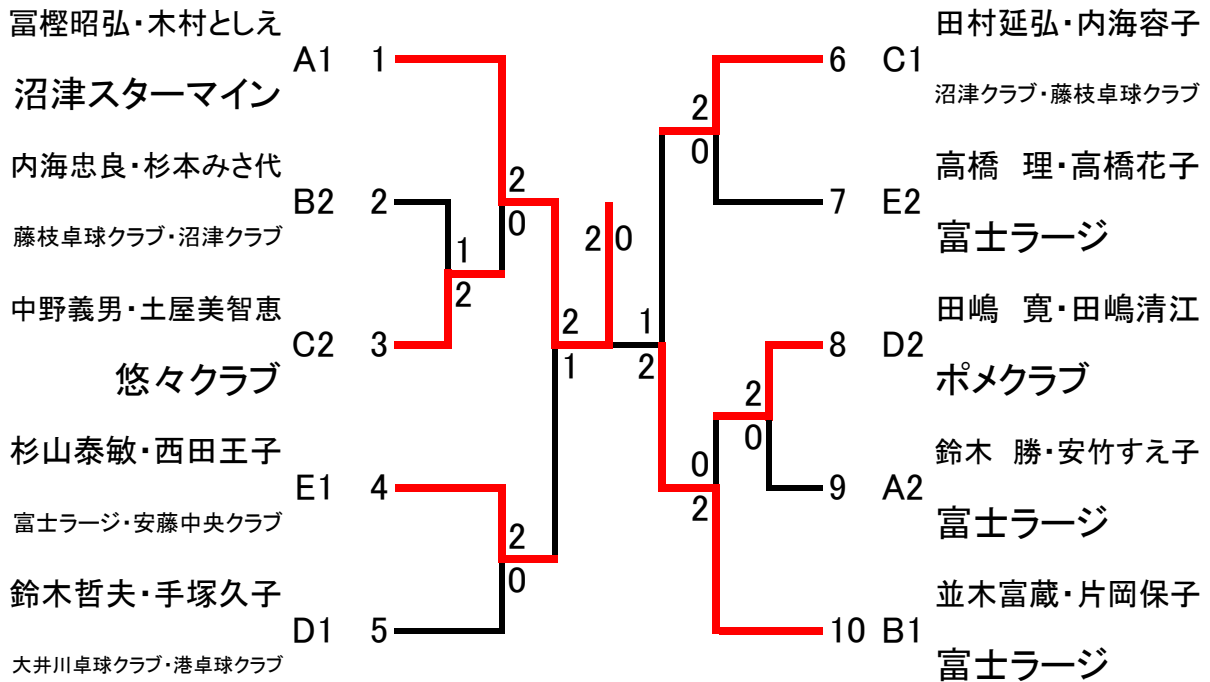 冨樫昭弘・木村としえ
A1 1
沼津スターマイン
内海忠良・杉本みさ代
B2 2
藤枝卓球クラブ・沼津クラブ
中野義男・土屋美智恵
C2 3
悠々クラブ
杉山泰敏・西田王子
E1 4
富士ラージ・安藤中央クラブ
鈴木哲夫・手塚久子
D1 5
大井川卓球クラブ・港卓球クラブ
2
0
1
2
2
1
2
0
2 0
1
2
2
0
2
0
0
2
田村延弘・内海容子
6 C1
沼津クラブ・藤枝卓球クラブ
高橋　理・高橋花子
7 E2
富士ラージ
田嶋　寛・田嶋清江
8 D2
ポメクラブ
鈴木　勝・安竹すえ子
9 A2
富士ラージ
並木富蔵・片岡保子
10 B1
富士ラージ